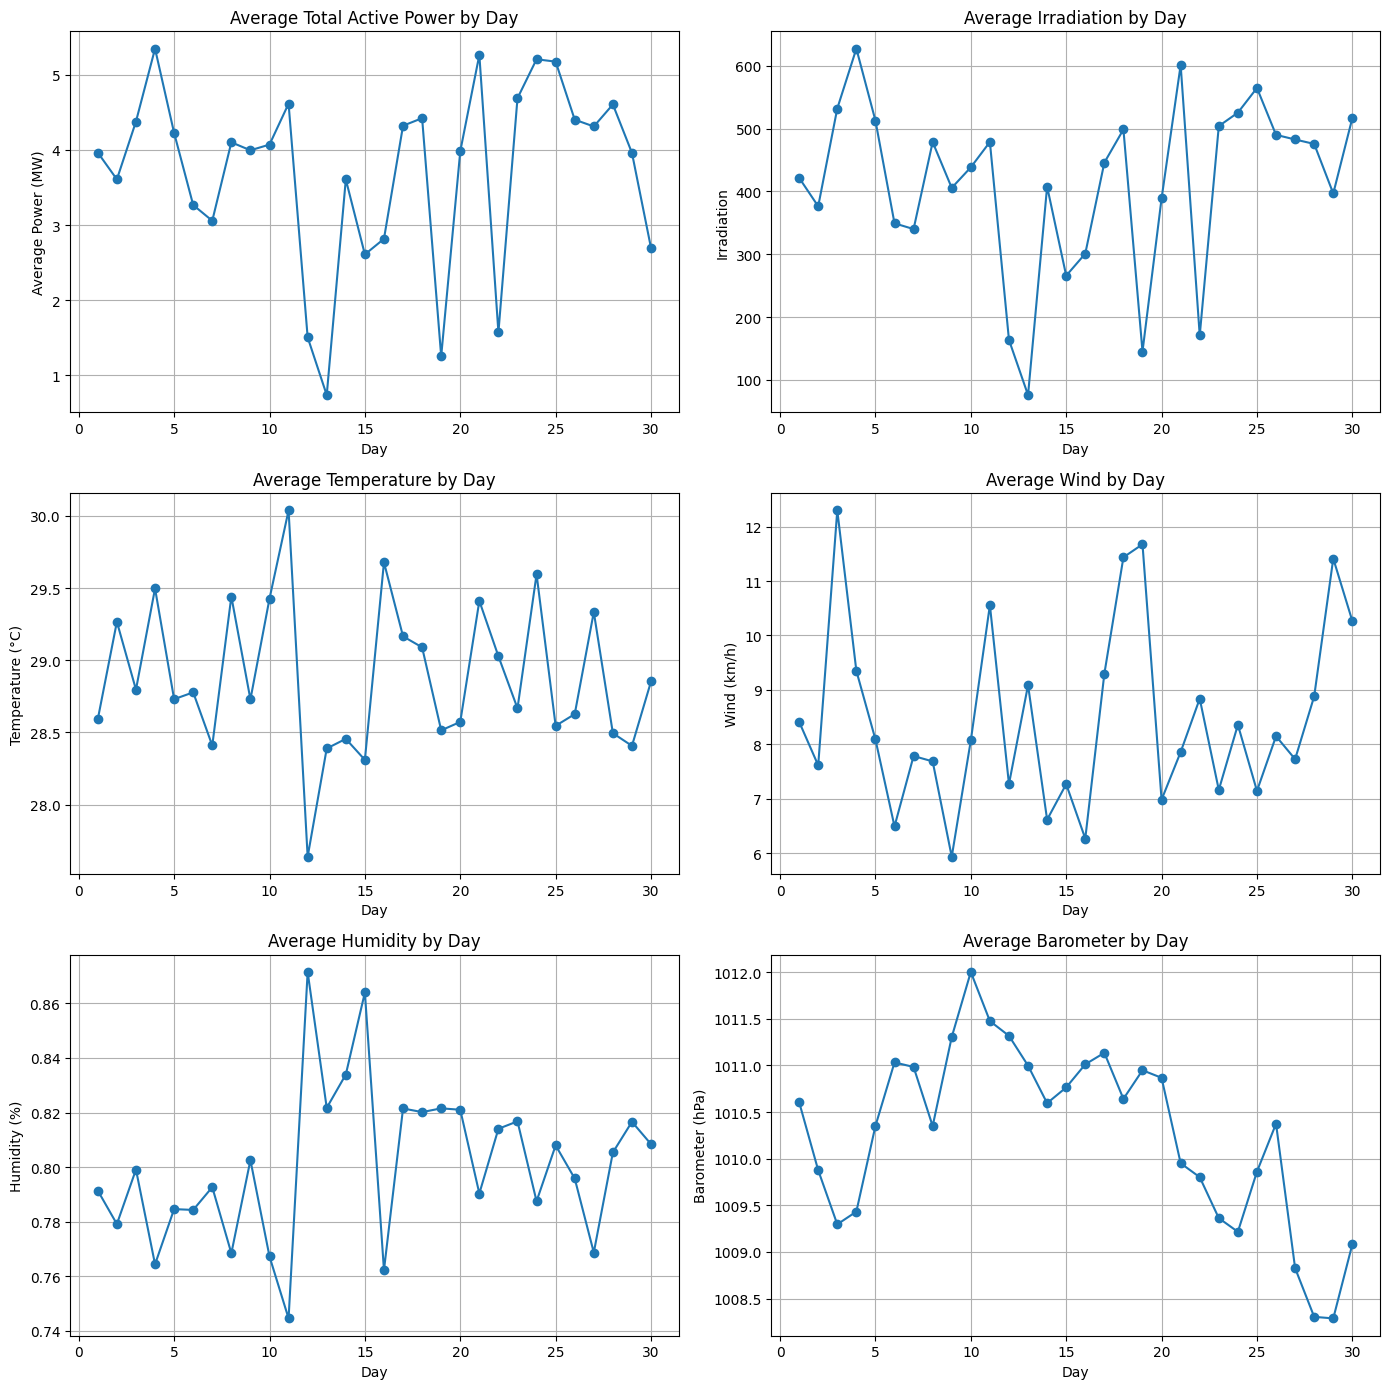 Average Total Active Power by Day
Average Power (MW)
5
4
3
2
1
0 5 10 15 20 25 30
Day
Average Irradiation by Day
Irradiation
600
500
400
300
200
100
0 5 10 15 20 25 30
Day
Average Temperature by Day
Temperature (°C)
30.0
29.5
29.0
28.5
28.0
0 5 10 15 20 25 30
Day
Average Wind by Day
Wind (km/h)
12
11
10
9
8
7
6
0 5 10 15 20 25 30
Day
Average Humidity by Day
Humidity (%)
0.86
0.84
0.82
0.80
0.78
0.76
0.74
0 5 10 15 20 25 30
Day
Average Barometer by Day
Barometer (hPa)
1012.0
1011.5
1011.0
1010.5
1010.0
1009.5
1009.0
1008.5
0 5 10 15 20 25 30
Day